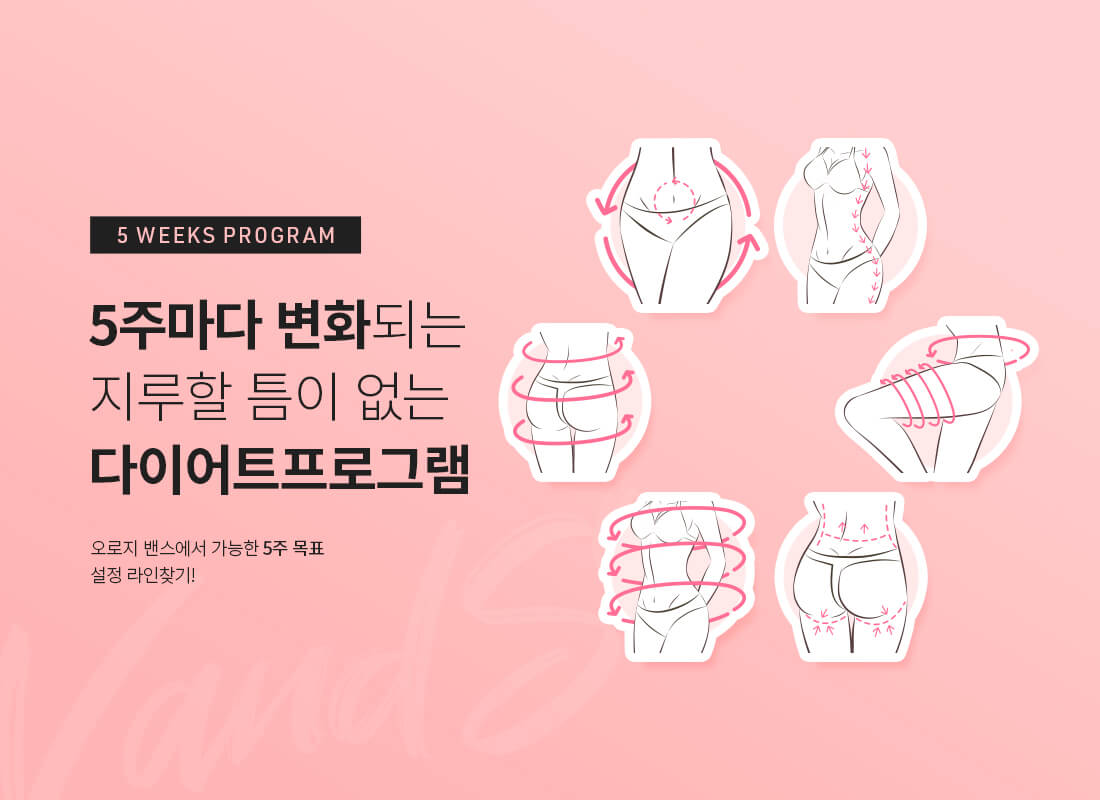 5 WEEKS PROGRAM
5주마다 변화되는
지루할 틈이 없는
다이어트프로그램
오로지 밴스에서 가능한 5주 목표
설정 라인찾기!
VandS